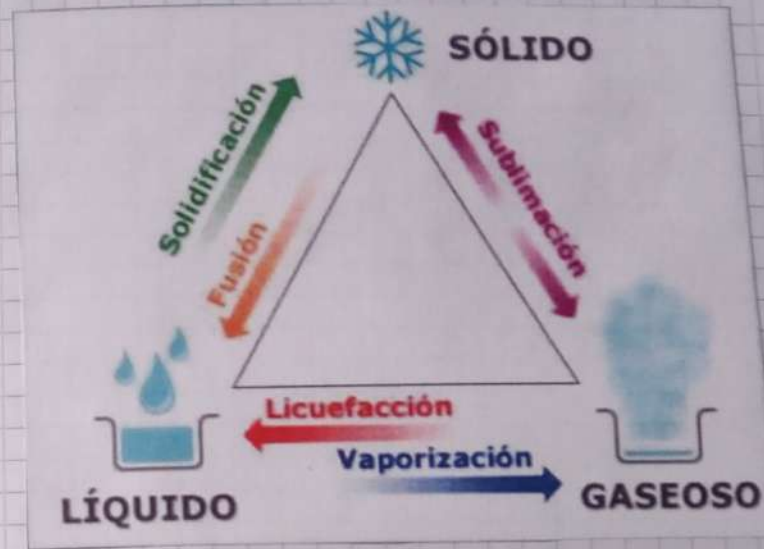 SÓLIDO
Solidificación
Sublimación
Fusión
Licuefacción
Vaporización
LÍQUIDO
GASEOSO